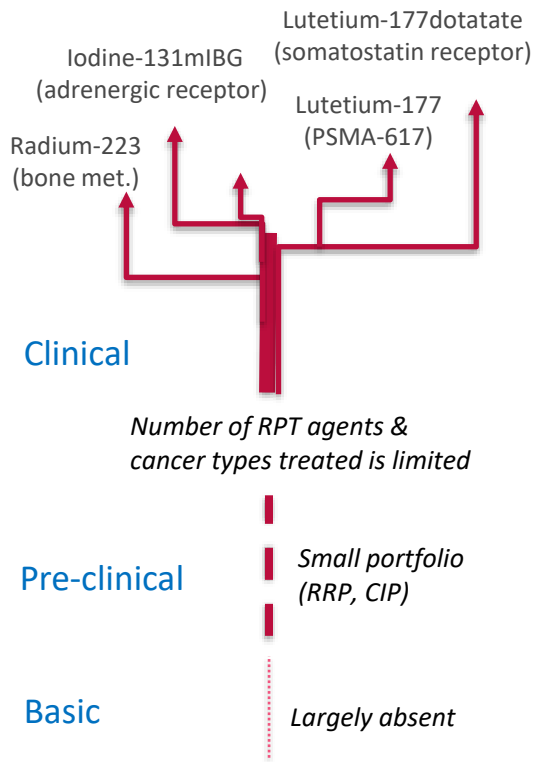 Lutetium-177dotatate
(somatostatin receptor)
Iodine-131mIBG
(adrenergic receptor)
Lutetium-177
(PSMA-617)
Radium-223
(bone met.)
Clinical
Number of RPT agents &
cancer types treated is limited
Pre-clinical
Small portfolio
(RRP, CIP)
Basic
Largely absent